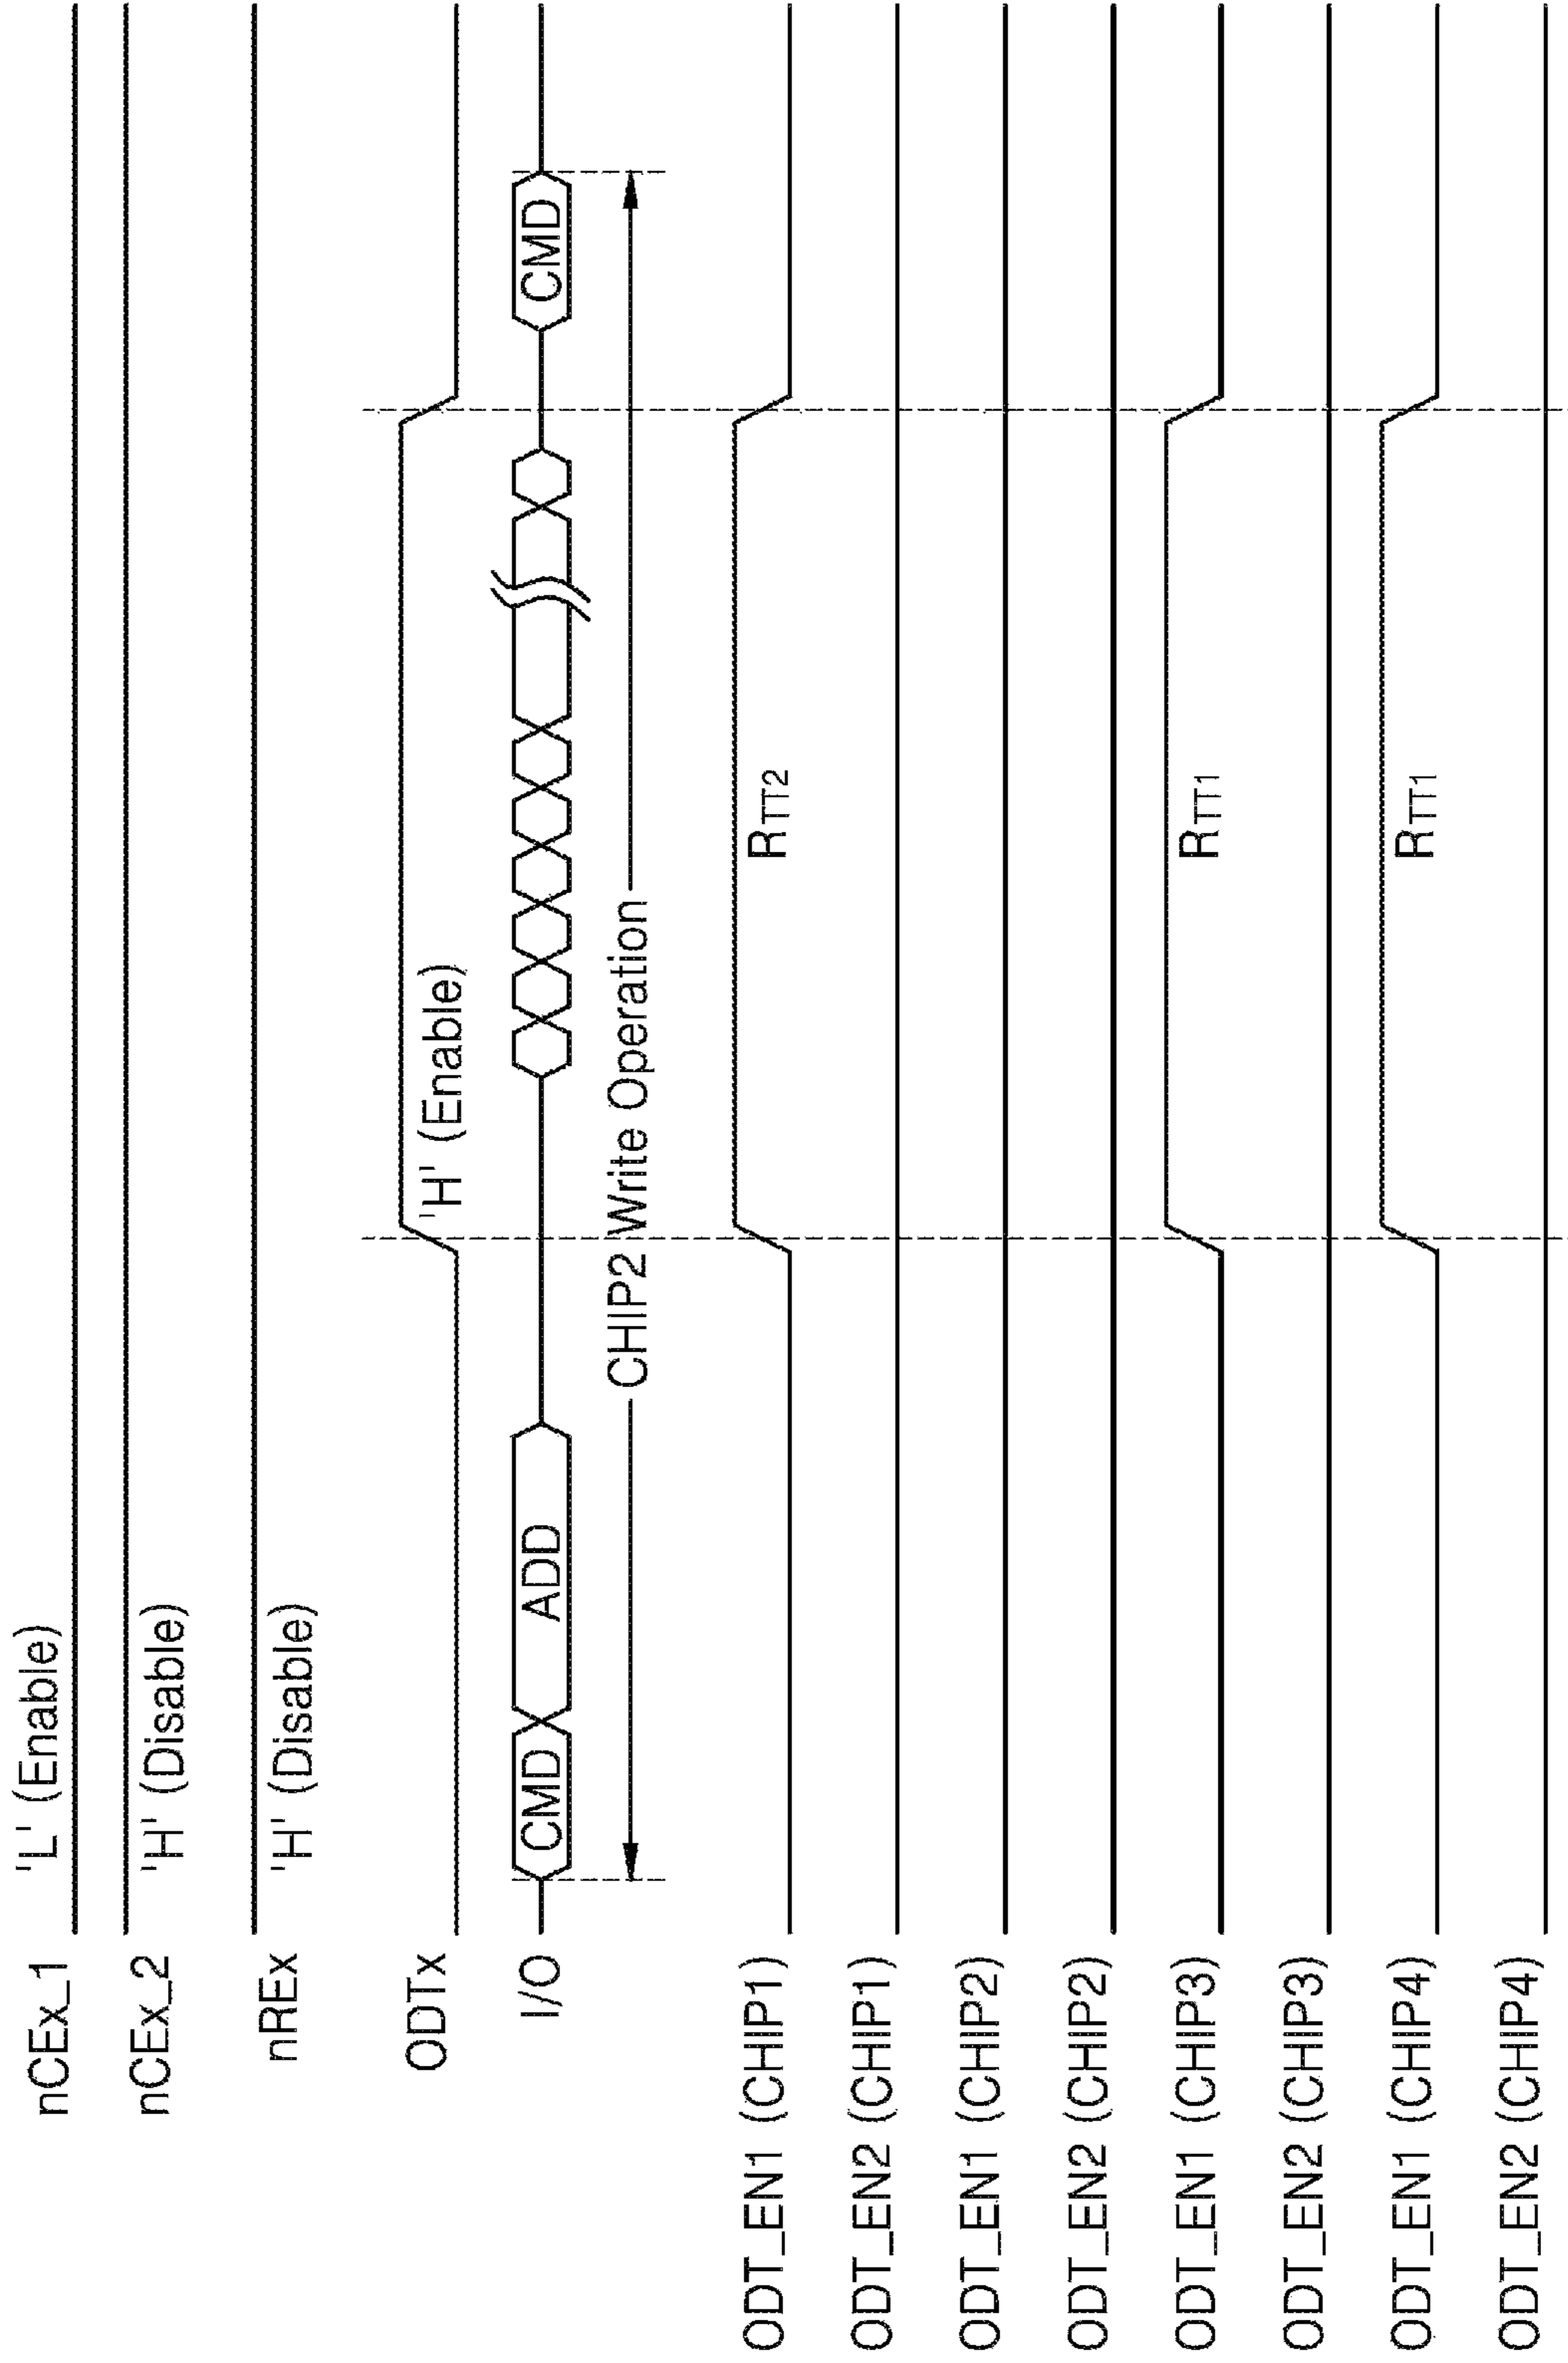 nCEx_1 'L' (Enable)
nCEx_2 'H' (Disable)
nREx 'H' (Disable)
ODTx 'H' (Enable)
I/O CMD ADD CMD
CHIP2 Write Operation
ODT_EN1 (CHIP1) RTT2
ODT_EN2 (CHIP1)
ODT_EN1 (CHIP2)
ODT_EN2 (CHIP2)
ODT_EN1 (CHIP3) RTT1
ODT_EN2 (CHIP3)
ODT_EN1 (CHIP4) RTT1
ODT_EN2 (CHIP4)